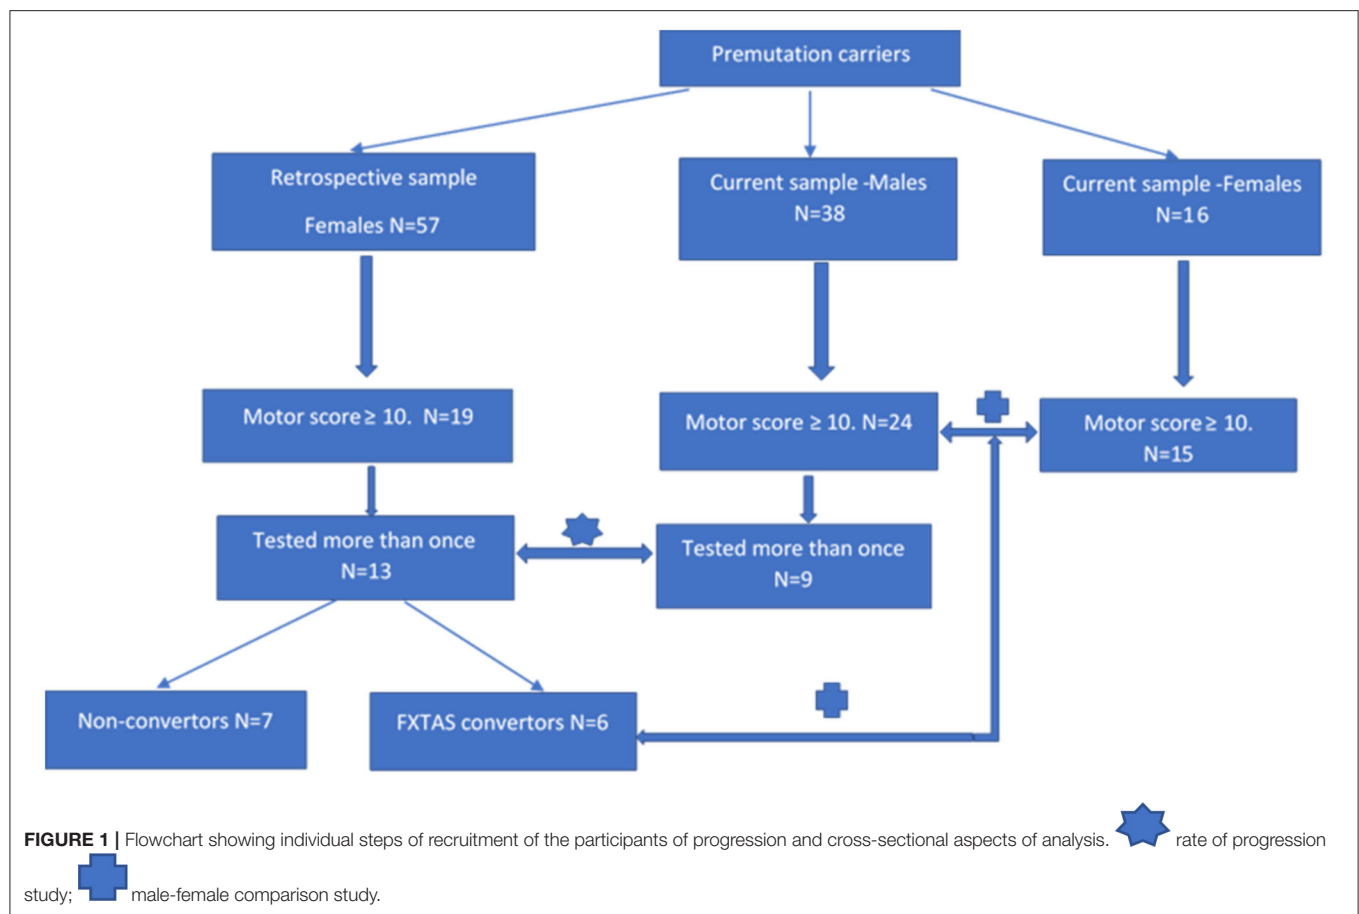 Premutation carriers
Retrospective sample
Females N=57
Current sample -Males
N=38
Current sample -Females
N=16
Motor score ≥ 10. N=19
Motor score ≥ 10. N=24
Motor score ≥ 10.
N=15
Tested more than once
N=13
Tested more than once
N=9
Non-convertors N=7
FXTAS convertors N=6
FIGURE 1 | Flowchart showing individual steps of recruitment of the participants of progression and cross-sectional aspects of analysis. rate of progression
study; male-female comparison study.